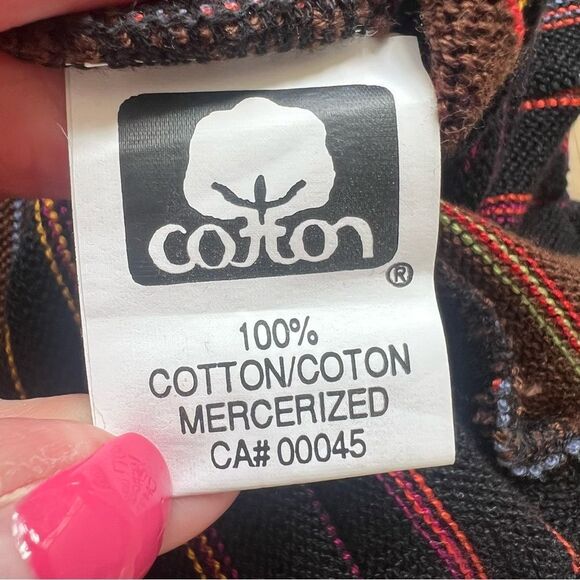 cotton
®
100%
COTTON/COTON
MERCERIZED
CA# 00045